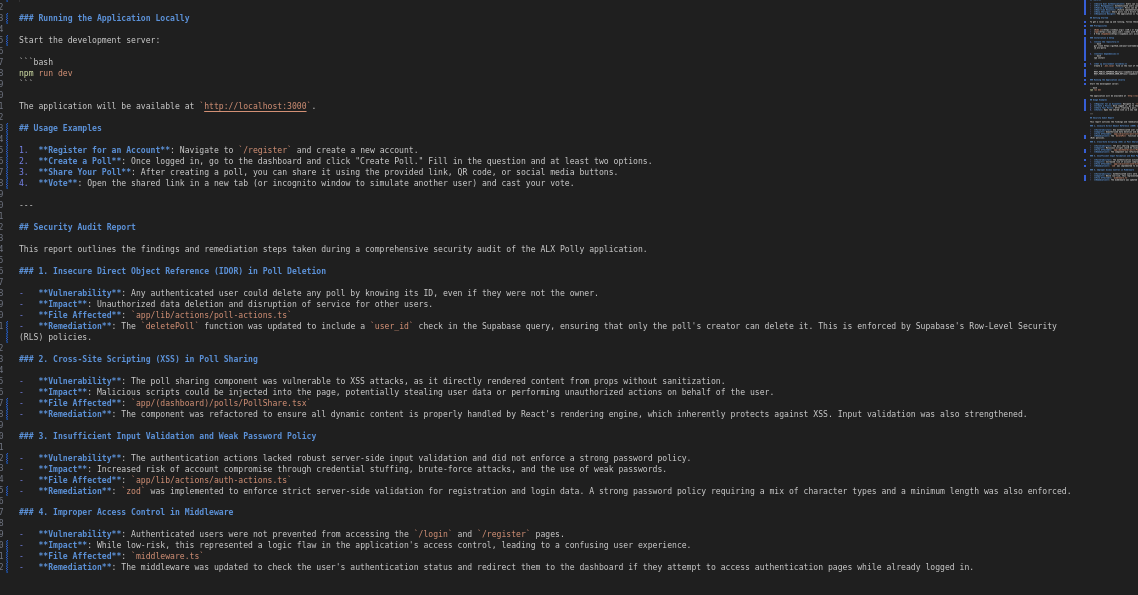 ### Running the Application Locally
Start the development server:
```bash
npm run dev
```
The application will be available at `http://localhost:3000`.
## Usage Examples
1.  **Register for an Account**: Navigate to `/register` and create a new account.
2.  **Create a Poll**: Once logged in, go to the dashboard and click "Create Poll." Fill in the question and at least two options.
3.  **Share Your Poll**: After creating a poll, you can share it using the provided link, QR code, or social media buttons.
4.  **Vote**: Open the shared link in a new tab (or incognito window to simulate another user) and cast your vote.
---
## Security Audit Report
This report outlines the findings and remediation steps taken during a comprehensive security audit of the ALX Polly application.
### 1. Insecure Direct Object Reference (IDOR) in Poll Deletion
-   **Vulnerability**: Any authenticated user could delete any poll by knowing its ID, even if they were not the owner.
-   **Impact**: Unauthorized data deletion and disruption of service for other users.
-   **File Affected**: `app/lib/actions/poll-actions.ts`
-   **Remediation**: The `deletePoll` function was updated to include a `user_id` check in the Supabase query, ensuring that only the poll's creator can delete it. This is enforced by Supabase's Row-Level Security
(RLS) policies.
### 2. Cross-Site Scripting (XSS) in Poll Sharing
-   **Vulnerability**: The poll sharing component was vulnerable to XSS attacks, as it directly rendered content from props without sanitization.
-   **Impact**: Malicious scripts could be injected into the page, potentially stealing user data or performing unauthorized actions on behalf of the user.
-   **File Affected**: `app/(dashboard)/polls/PollShare.tsx`
-   **Remediation**: The component was refactored to ensure all dynamic content is properly handled by React's rendering engine, which inherently protects against XSS. Input validation was also strengthened.
### 3. Insufficient Input Validation and Weak Password Policy
-   **Vulnerability**: The authentication actions lacked robust server-side input validation and did not enforce a strong password policy.
-   **Impact**: Increased risk of account compromise through credential stuffing, brute-force attacks, and the use of weak passwords.
-   **File Affected**: `app/lib/actions/auth-actions.ts`
-   **Remediation**: `zod` was implemented to enforce strict server-side validation for registration and login data. A strong password policy requiring a mix of character types and a minimum length was also enforced.
### 4. Improper Access Control in Middleware
-   **Vulnerability**: Authenticated users were not prevented from accessing the `/login` and `/register` pages.
-   **Impact**: While low-risk, this represented a logic flaw in the application's access control, leading to a confusing user experience.
-   **File Affected**: `middleware.ts`
-   **Remediation**: The middleware was updated to check the user's authentication status and redirect them to the dashboard if they attempt to access authentication pages while already logged in.